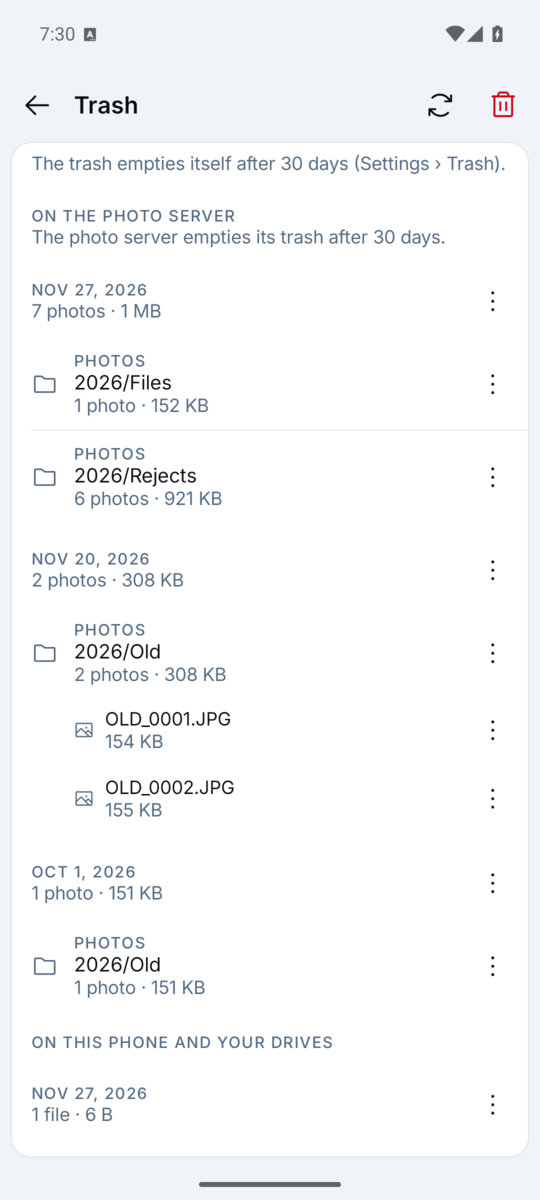 7:30
Trash
The trash empties itself after 30 days (Settings › Trash).
ON THE PHOTO SERVER
The photo server empties its trash after 30 days.
NOV 27, 2026
7 photos · 1 MB
PHOTOS
2026/Files
1 photo · 152 KB
PHOTOS
2026/Rejects
6 photos · 921 KB
NOV 20, 2026
2 photos · 308 KB
PHOTOS
2026/Old
2 photos · 308 KB
OLD_0001.JPG
154 KB
OLD_0002.JPG
155 KB
OCT 1, 2026
1 photo · 151 KB
PHOTOS
2026/Old
1 photo · 151 KB
ON THIS PHONE AND YOUR DRIVES
NOV 27, 2026
1 file · 6 B